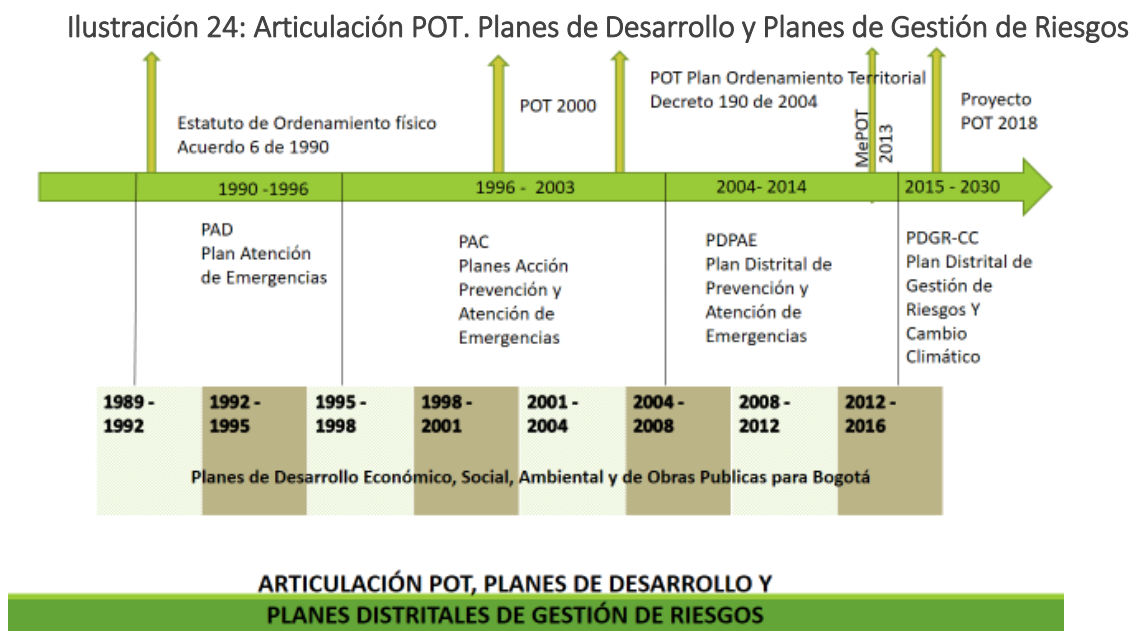 Ilustración 24: Articulación POT. Planes de Desarrollo y Planes de Gestión de Riesgos
Estatuto de Ordenamiento físico
Acuerdo 6 de 1990
POT 2000
POT Plan Ordenamiento Territorial
Decreto 190 de 2004
MePOT
2013
Proyecto
POT 2018
1990 -1996
1996 - 2003
2004- 2014
2015 - 2030
PAD
Plan Atención
de Emergencias
PAC
Planes Acción
Prevención y
Atención de
Emergencias
PDPAE
Plan Distrital de
Prevención y
Atención de
Emergencias
PDGR-CC
Plan Distrital de
Gestión de
Riesgos Y
Cambio
Climático
1989 -
1992
1992 -
1995
1995 -
1998
1998 -
2001
2001 -
2004
2004 -
2008
2008 -
2012
2012 -
2016
Planes de Desarrollo Económico, Social, Ambiental y de Obras Publicas para Bogotá
ARTICULACIÓN POT, PLANES DE DESARROLLO Y
PLANES DISTRITALES DE GESTIÓN DE RIESGOS